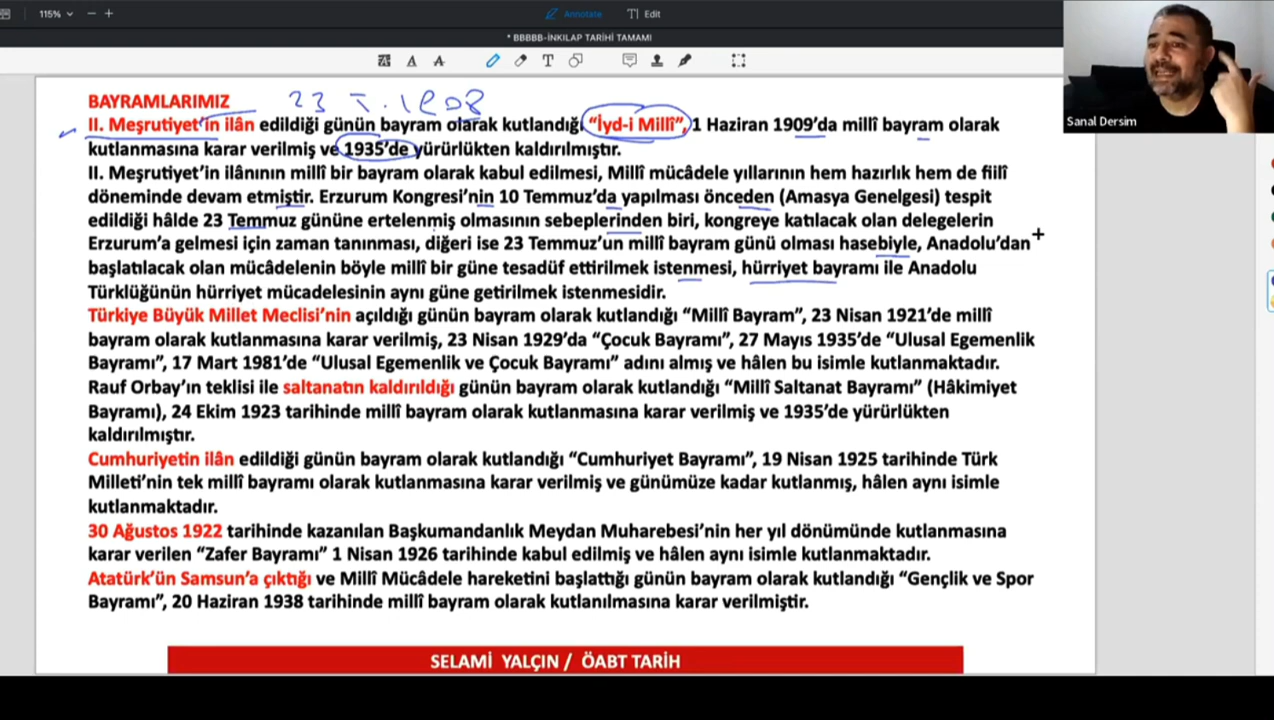 115%
Annotate
Edit
* BBBBB-İNKILAP TARİHİ TAMAMI
Sanal Dersim
BAYRAMLARIMIZ 23 T. 1908
II. Meşrutiyet’in ilân edildiği günün bayram olarak kutlandığı “İyd-i Millî”, 1 Haziran 1909’da millî bayram olarak
kutlanmasına karar verilmiş ve 1935’de yürürlükten kaldırılmıştır.
II. Meşrutiyet’in ilânının millî bir bayram olarak kabul edilmesi, Millî mücadele yıllarının hem hazırlık hem de fiilî
döneminde devam etmiştir. Erzurum Kongresi’nin 10 Temmuz’da yapılması önceden (Amasya Genelgesi) tespit
edildiği hâlde 23 Temmuz gününe ertelenmiş olmasının sebeplerinden biri, kongreye katılacak olan delegelerin
Erzurum’a gelmesi için zaman tanınması, diğeri ise 23 Temmuz’un millî bayram günü olması hasebiyle, Anadolu’dan
başlatılacak olan mücadelenin böyle millî bir güne tesadüf ettirilmek istenmesi, hürriyet bayramı ile Anadolu
Türklüğünün hürriyet mücadelesinin aynı güne getirilmek istenmesidir.
Türkiye Büyük Millet Meclisi’nin açıldığı günün bayram olarak kutlandığı “Millî Bayram”, 23 Nisan 1921’de millî
bayram olarak kutlanmasına karar verilmiş, 23 Nisan 1929’da “Çocuk Bayramı”, 27 Mayıs 1935’de “Ulusal Egemenlik
Bayramı”, 17 Mart 1981’de “Ulusal Egemenlik ve Çocuk Bayramı” adını almış ve hâlen bu isimle kutlanmaktadır.
Rauf Orbay’ın teklisi ile saltanatın kaldırıldığı günün bayram olarak kutlandığı “Millî Saltanat Bayramı” (Hâkimiyet
Bayramı), 24 Ekim 1923 tarihinde millî bayram olarak kutlanmasına karar verilmiş ve 1935’de yürürlükten
kaldırılmıştır.
Cumhuriyetin ilân edildiği günün bayram olarak kutlandığı “Cumhuriyet Bayramı”, 19 Nisan 1925 tarihinde Türk
Milleti’nin tek millî bayramı olarak kutlanmasına karar verilmiş ve günümüze kadar kutlanmış, hâlen aynı isimle
kutlanmaktadır.
30 Ağustos 1922 tarihinde kazanılan Başkumandanlık Meydan Muharebesi’nin her yıl dönümünde kutlanmasına
karar verilen “Zafer Bayramı” 1 Nisan 1926 tarihinde kabul edilmiş ve hâlen aynı isimle kutlanmaktadır.
Atatürk’ün Samsun’a çıktığı ve Millî Mücadele hareketini başlattığı günün bayram olarak kutlandığı “Gençlik ve Spor
Bayramı”, 20 Haziran 1938 tarihinde millî bayram olarak kutlanılmasına karar verilmiştir.
SELAMİ YALÇIN / ÖABT TARİH